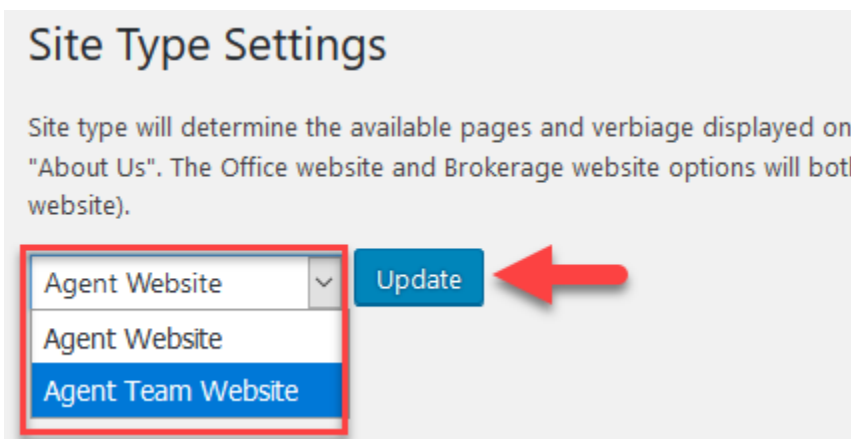 Site Type Settings
Site type will determine the available pages and verbiage displayed on
"About Us". The Office website and Brokerage website options will
website).
Agent Website
Update
Agent Website
Agent Team Website